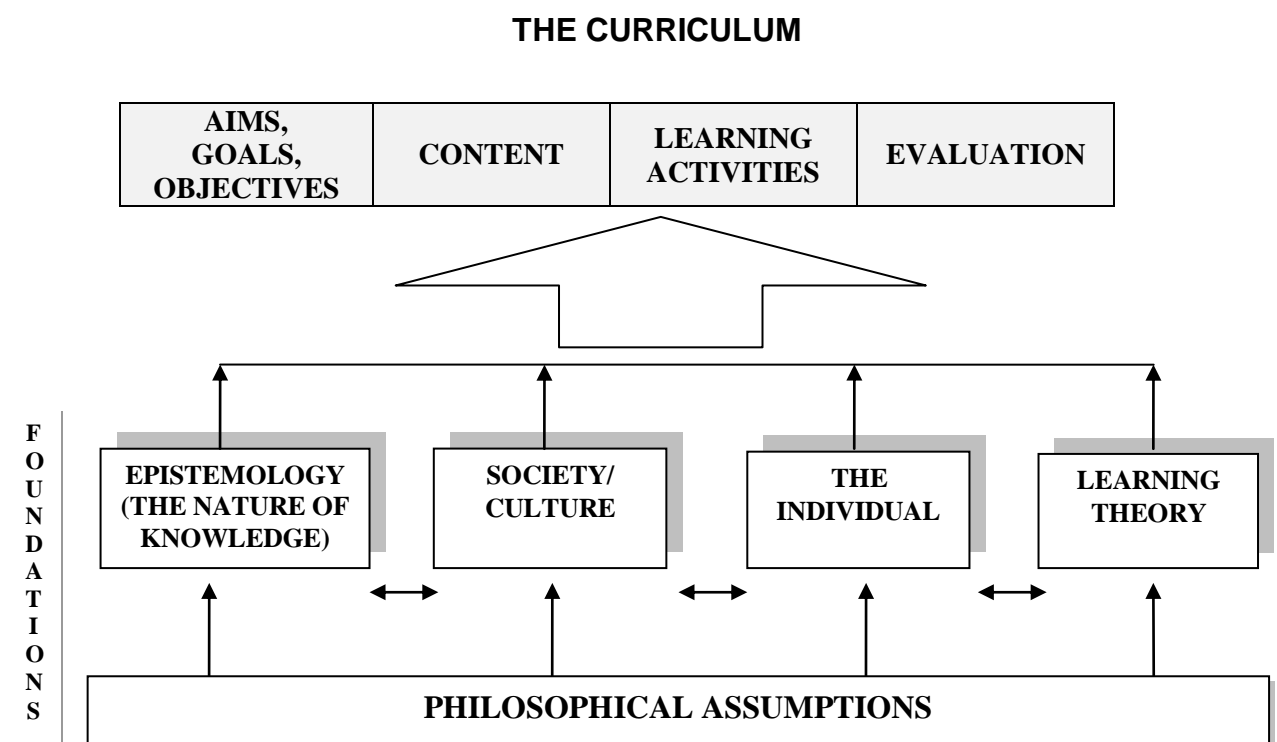 THE CURRICULUM
AIMS,
GOALS,
OBJECTIVES
CONTENT
LEARNING
ACTIVITIES
EVALUATION
F
O
U
N
D
A
T
I
O
N
S
EPISTEMOLOGY
(THE NATURE OF
KNOWLEDGE)
SOCIETY/
CULTURE
THE
INDIVIDUAL
LEARNING
THEORY
PHILOSOPHICAL ASSUMPTIONS